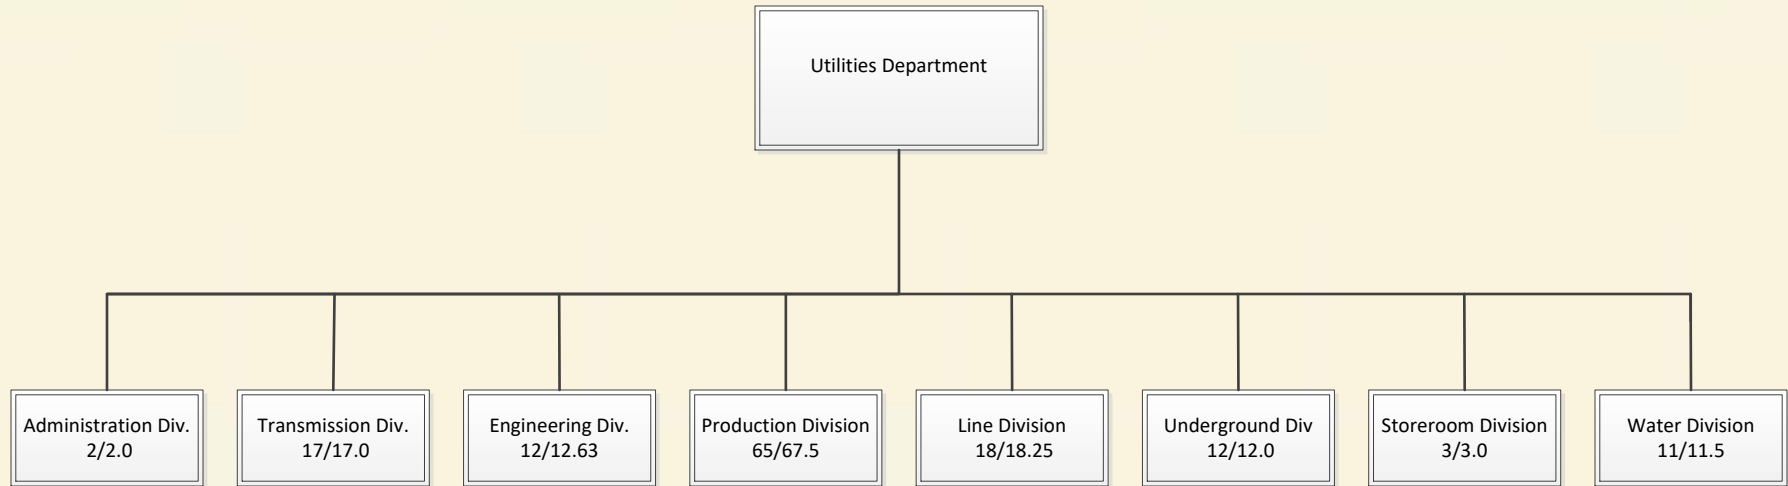 Utilities Department
Administration Div.
2/2.0
Transmission Div.
17/17.0
Engineering Div.
12/12.63
Production Division
65/67.5
Line Division
18/18.25
Underground Div
12/12.0
Storeroom Division
3/3.0
Water Division
11/11.5